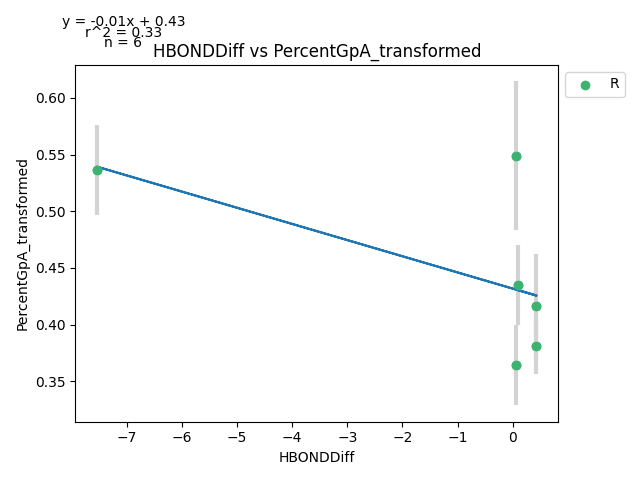 y = -0.01x + 0.43
r^2 = 0.33
n = 6
HBONDDiff vs PercentGpA_transformed
R
PercentGpA_transformed
0.60
0.55
0.50
0.45
0.40
0.35
−7 −6 −5 −4 −3 −2 −1 0
HBONDDiff